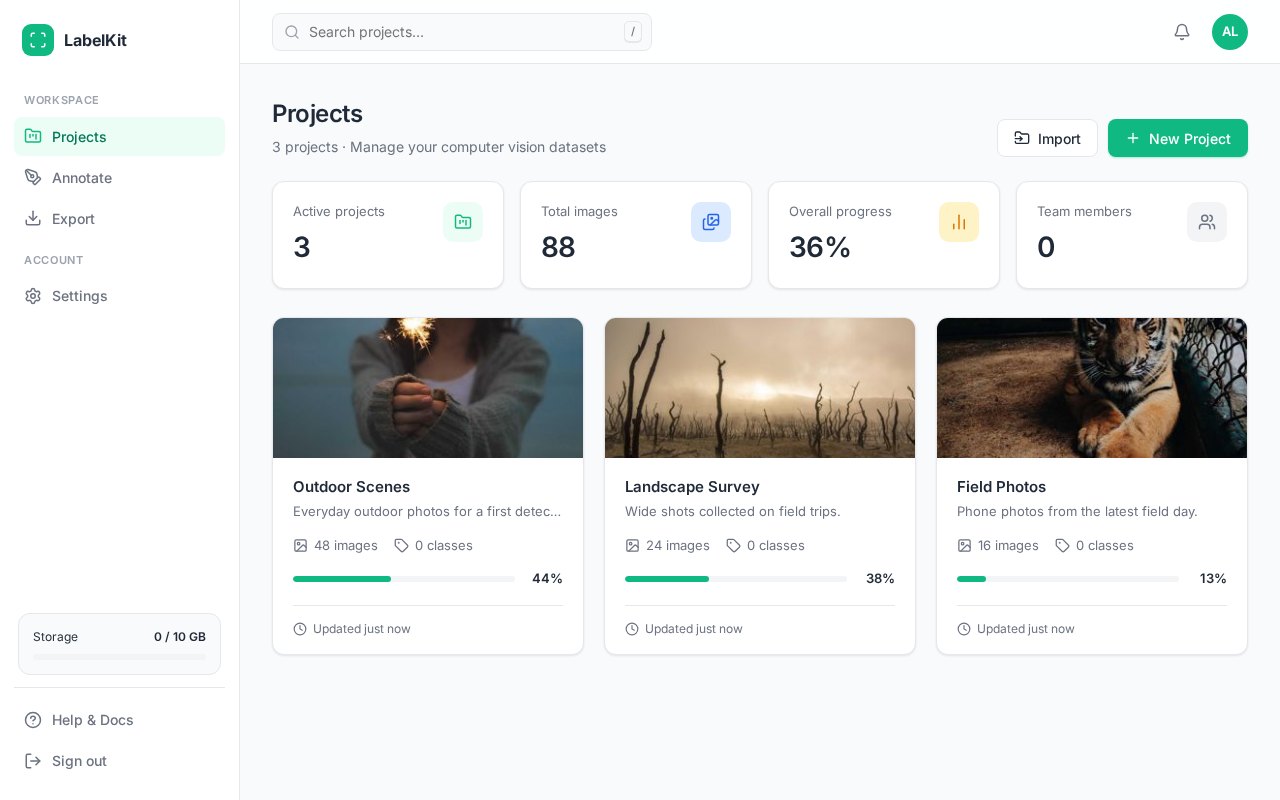 LabelKit
Search projects...
/
AL
WORKSPACE
Projects
Annotate
Export
ACCOUNT
Settings
Storage 0 / 10 GB
Help & Docs
Sign out
Projects
3 projects · Manage your computer vision datasets
Import
New Project
Active projects
3
Total images
88
Overall progress
36%
Team members
0
Outdoor Scenes
Everyday outdoor photos for a first detec...
48 images 0 classes
44%
Updated just now
Landscape Survey
Wide shots collected on field trips.
24 images 0 classes
38%
Updated just now
Field Photos
Phone photos from the latest field day.
16 images 0 classes
13%
Updated just now